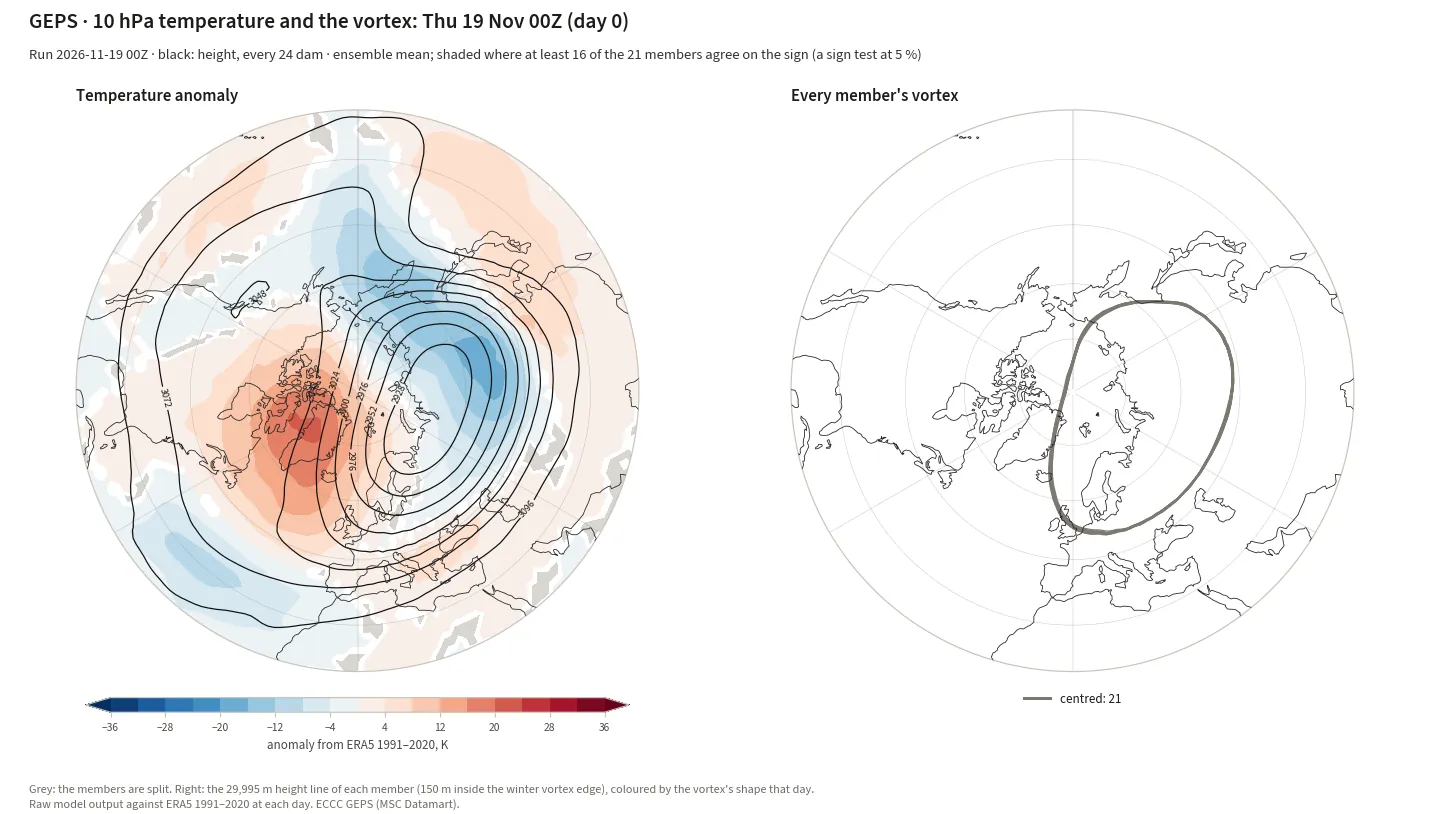 GEPS · 10 hPa temperature and the vortex: Thu 19 Nov 00Z (day 0)
Run 2026-11-19 00Z · black: height, every 24 dam · ensemble mean; shaded where at least 16 of the 21 members agree on the sign (a sign test at 5 %)
Temperature anomaly
Every member's vortex
3048
3072
3024
2976
2952
2976
3096
centred: 21
−36 −28 −20 −12 −4 4 12 20 28 36
anomaly from ERA5 1991–2020, K
Grey: the members are split. Right: the 29,995 m height line of each member (150 m inside the winter vortex edge), coloured by the vortex's shape that day.
Raw model output against ERA5 1991–2020 at each day. ECCC GEPS (MSC Datamart).